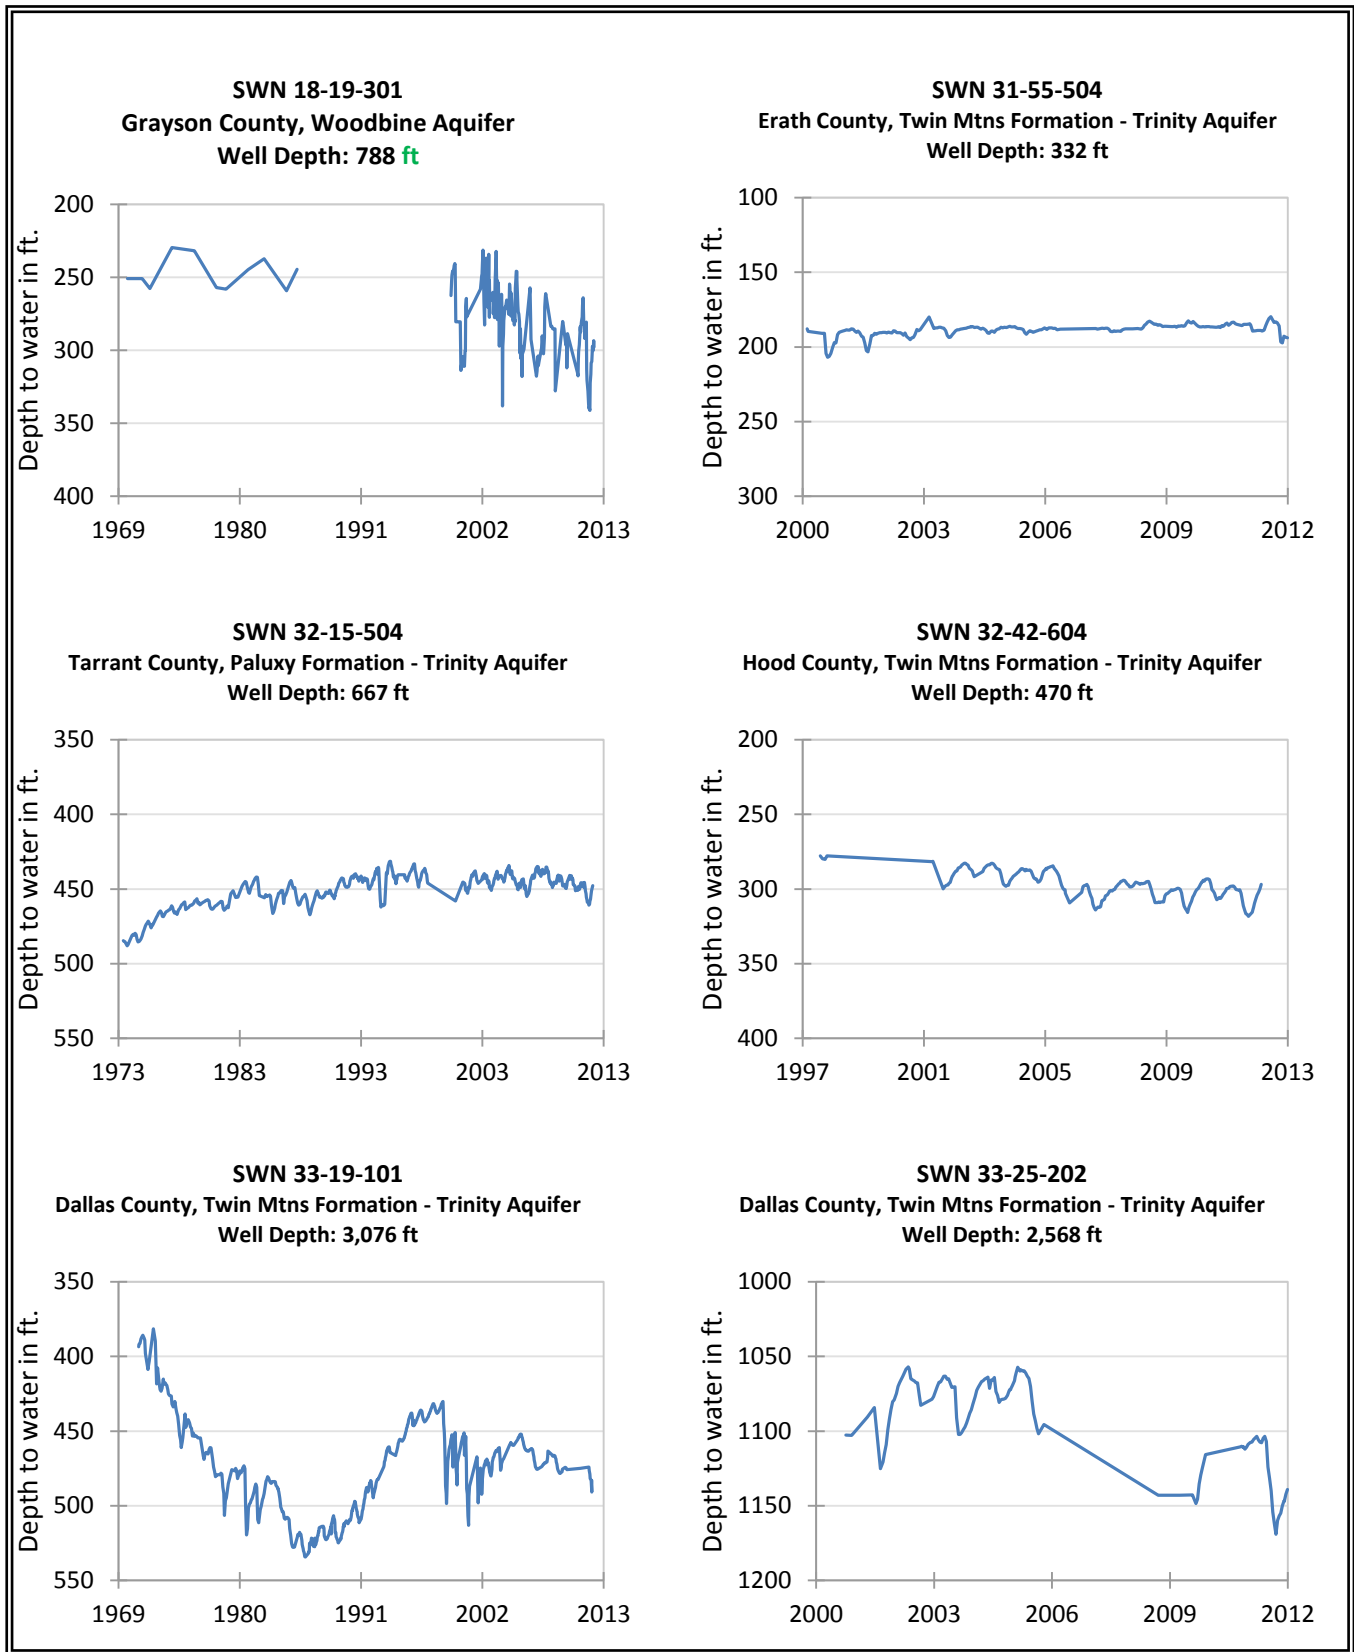 SWN 18-19-301
Grayson County, Woodbine Aquifer
Well Depth: 788 ft
Depth to water in ft.
200
250
300
350
400
1969 1980 1991 2002 2013
SWN 31-55-504
Erath County, Twin Mtns Formation - Trinity Aquifer
Well Depth: 332 ft
Depth to water in ft.
100
150
200
250
300
2000 2003 2006 2009 2012
SWN 32-15-504
Tarrant County, Paluxy Formation - Trinity Aquifer
Well Depth: 667 ft
Depth to water in ft.
350
400
450
500
550
1973 1983 1993 2003 2013
SWN 32-42-604
Hood County, Twin Mtns Formation - Trinity Aquifer
Well Depth: 470 ft
Depth to water in ft.
200
250
300
350
400
1997 2001 2005 2009 2013
SWN 33-19-101
Dallas County, Twin Mtns Formation - Trinity Aquifer
Well Depth: 3,076 ft
Depth to water in ft.
350
400
450
500
550
1969 1980 1991 2002 2013
SWN 33-25-202
Dallas County, Twin Mtns Formation - Trinity Aquifer
Well Depth: 2,568 ft
Depth to water in ft.
1000
1050
1100
1150
1200
2000 2003 2006 2009 2012